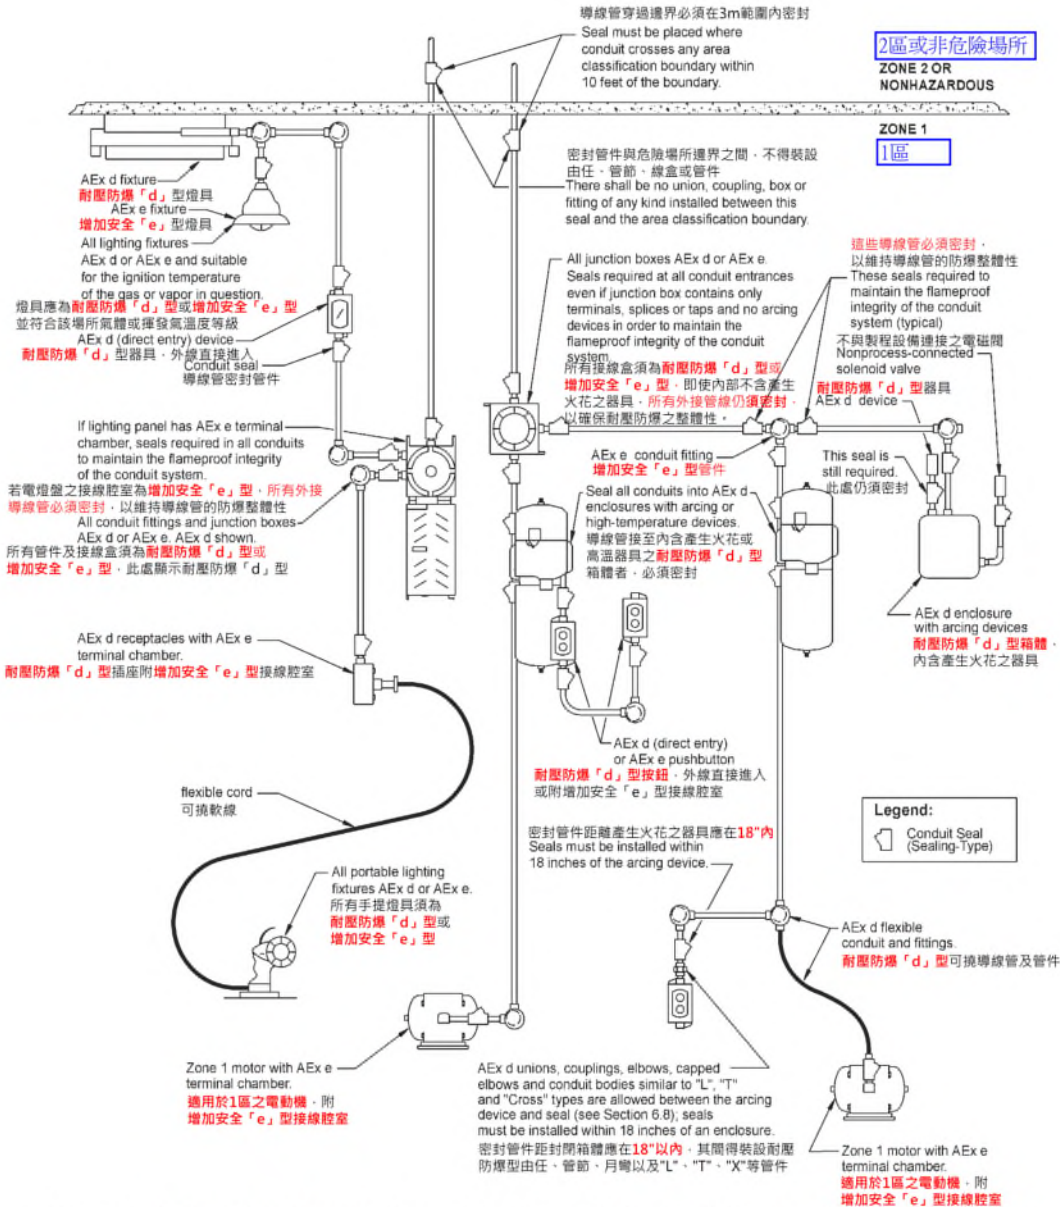 導線管穿過邊界必須在3m範圍內密封
Seal must be placed where
conduit crosses any area
classification boundary within
10 feet of the boundary.
2區或非危險場所
ZONE 2 OR
NONHAZARDOUS
ZONE 1
1區
密封管件與危險場所邊界之間，不得裝設
由任、管節、線盒或管件
There shall be no union, coupling, box or
fitting of any kind installed between this
seal and the area classification boundary.
AEx d fixture
耐壓防爆「d」型燈具
AEx e fixture
增加安全「e」型燈具
All lighting fixtures
AEx d or AEx e and suitable
for the ignition temperature
of the gas or vapor in question.
燈具應為耐壓防爆「d」型或增加安全「e」型
並符合該場所氣體或揮發氣溫度等級
AEx d (direct entry) device
耐壓防爆「d」型器具，外線直接進入
Conduit seal
導線管密封管件
All junction boxes AEx d or AEx e.
Seals required at all conduit entrances
even if junction box contains only
terminals, splices or taps and no arcing
devices in order to maintain the
flameproof integrity of the conduit
system.
所有接線盒須為耐壓防爆「d」型或
增加安全「e」型，即使內部不含產生
火花之器具，所有外接管線仍須密封，
以確保耐壓防爆之整體性。
這些導線管必須密封，
以維持導線管的防爆整體性
These seals required to
maintain the flameproof
integrity of the conduit
system (typical)
不與製程設備連接之電磁閥
Nonprocess-connected
solenoid valve
耐壓防爆「d」型器具
AEx d device
If lighting panel has AEx e terminal
chamber, seals required in all conduits
to maintain the flameproof integrity
of the conduit system.
若電燈盤之接線腔室為增加安全「e」型，所有外接
導線管必須密封，以維持導線管的防爆整體性
All conduit fittings and junction boxes
AEx d or AEx e. AEx d shown.
所有管件及接線盒須為耐壓防爆「d」型或
增加安全「e」型，此處顯示耐壓防爆「d」型
AEx e conduit fitting
增加安全「e」型管件
Seal all conduits into AEx d
enclosures with arcing or
high-temperature devices.
導線管接至內含產生火花或
高溫器具之耐壓防爆「d」型
箱體者，必須密封
This seal is
still required.
此處仍須密封
AEx d enclosure
with arcing devices
耐壓防爆「d」型箱體，
內含產生火花之器具
AEx d receptacles with AEx e
terminal chamber.
耐壓防爆「d」型插座附增加安全「e」型接線腔室
AEx d (direct entry)
or AEx e pushbutton
耐壓防爆「d」型按鈕，外線直接進入
或附增加安全「e」型接線腔室
flexible cord
可撓軟線
Legend:
Conduit Seal
(Sealing-Type)
密封管件距離產生火花之器具應在18"內
Seals must be installed within
18 inches of the arcing device.
All portable lighting
fixtures AEx d or AEx e.
所有手提燈具須為
耐壓防爆「d」型或
增加安全「e」型
AEx d flexible
conduit and fittings.
耐壓防爆「d」型可撓導線管及管件
Zone 1 motor with AEx e
terminal chamber.
適用於1區之電動機，附
增加安全「e」型接線腔室
AEx d unions, couplings, elbows, capped
elbows and conduit bodies similar to "L", "T"
and "Cross" types are allowed between the arcing
device and seal (see Section 6.8); seals
must be installed within 18 inches of an enclosure.
密封管件距封閉箱體應在18"以內，其間得裝設耐壓
防爆型由任、管節、月彎以及"L"、"T"、"X"等管件
Zone 1 motor with AEx e
terminal chamber.
適用於1區之電動機，附
增加安全「e」型接線腔室